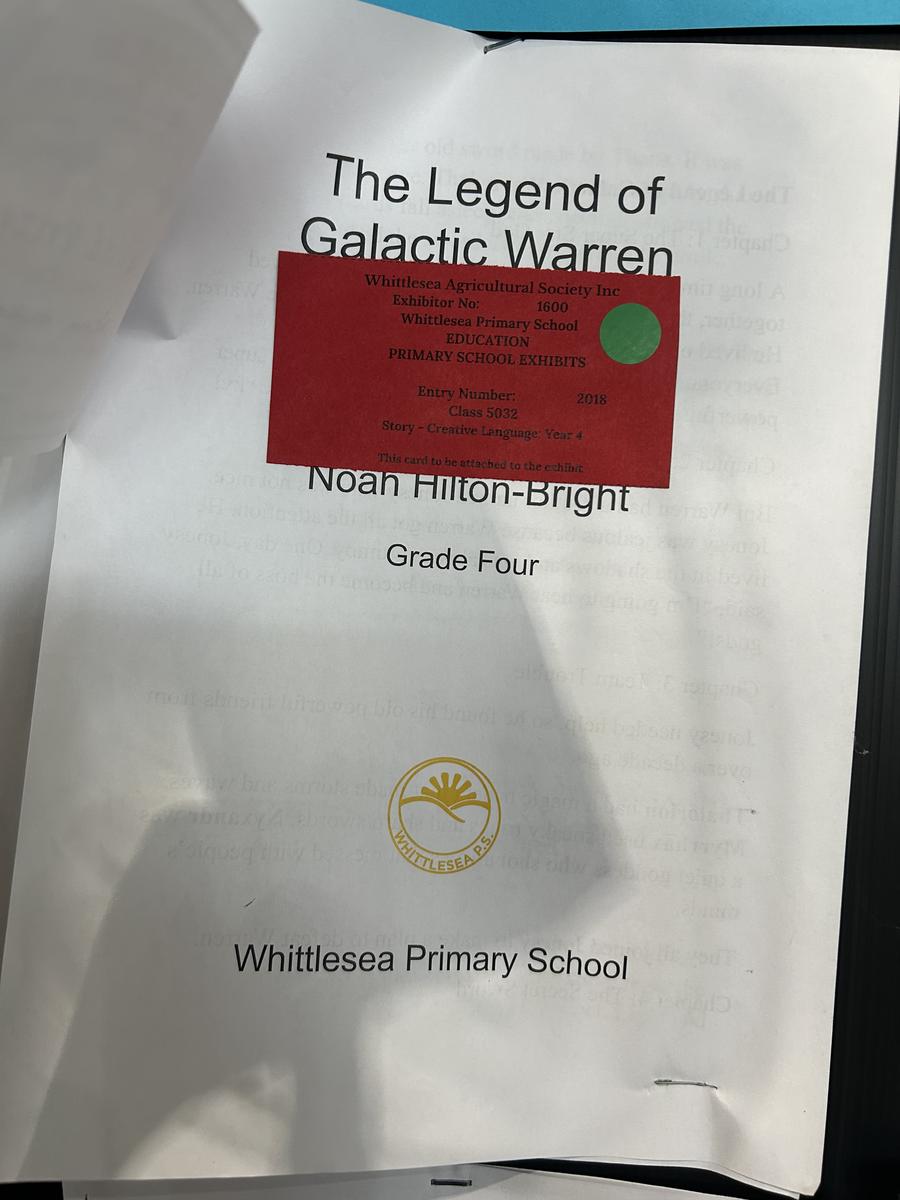 The Legend of
Galactic Warren
Whittlesea Agricultural Society Inc
Exhibitor No: 1600
Whittlesea Primary School
EDUCATION
PRIMARY SCHOOL EXHIBITS
Entry Number: 2018
Class 5032
Story - Creative Language: Year 4
This card to be attached to the exhibit
Noah Hilton-Bright
Grade Four
WHITTLESEA P.S.
Whittlesea Primary School